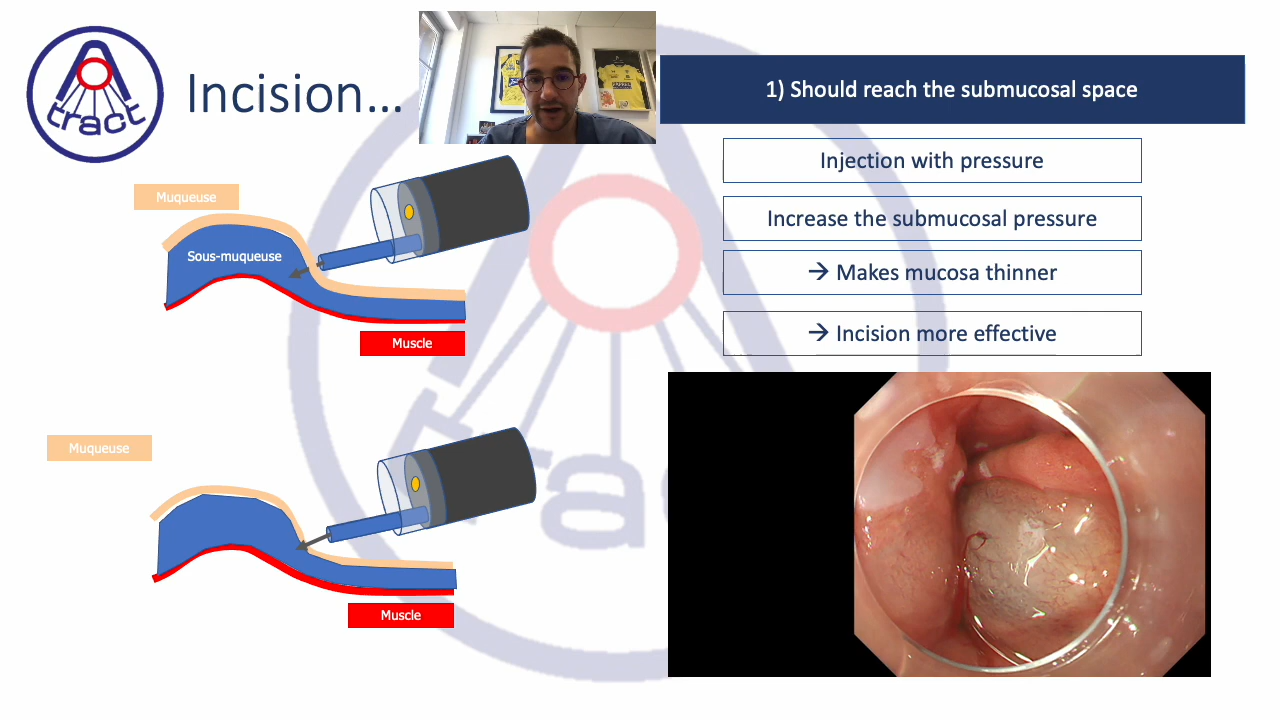 tract
Incision...
1) Should reach the submucosal space
Injection with pressure
Increase the submucosal pressure
→ Makes mucosa thinner
→ Incision more effective
Muqueuse
Sous-muqueuse
Muscle
Muqueuse
Muscle